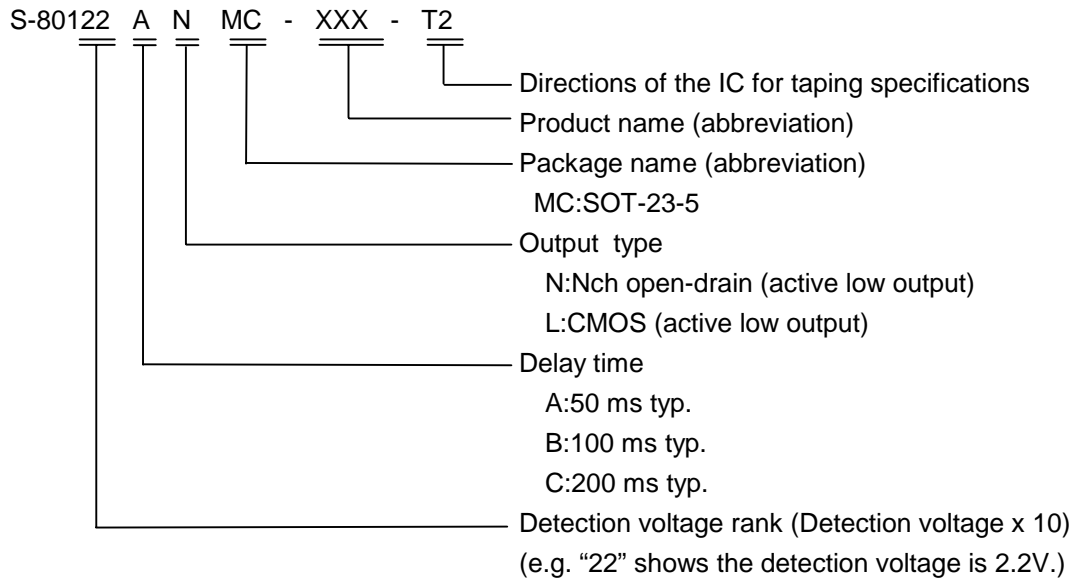 S-80122 A N MC - XXX - T2
Directions of the IC for taping specifications
Product name (abbreviation)
Package name (abbreviation)
MC:SOT-23-5
Output type
N:Nch open-drain (active low output)
L:CMOS (active low output)
Delay time
A:50 ms typ.
B:100 ms typ.
C:200 ms typ.
Detection voltage rank (Detection voltage x 10)
(e.g. “22” shows the detection voltage is 2.2V.)